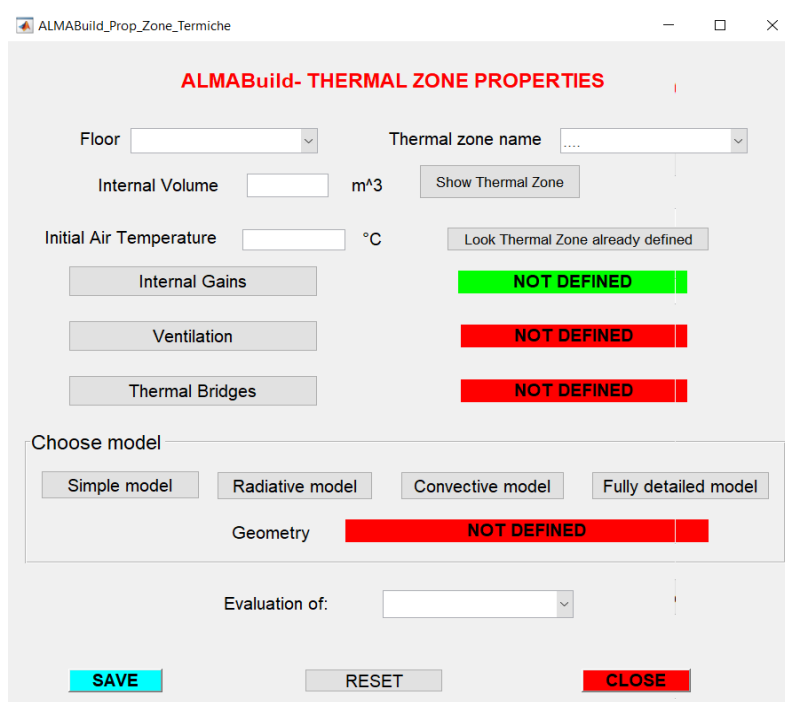 ALMABuild_Prop_Zone_Termiche
ALMABuild- THERMAL ZONE PROPERTIES
Floor Thermal zone name ....
Internal Volume m^3 Show Thermal Zone
Initial Air Temperature °C Look Thermal Zone already defined
Internal Gains NOT DEFINED
Ventilation NOT DEFINED
Thermal Bridges NOT DEFINED
Choose model
Simple model Radiative model Convective model Fully detailed model
Geometry NOT DEFINED
Evaluation of:
SAVE RESET CLOSE